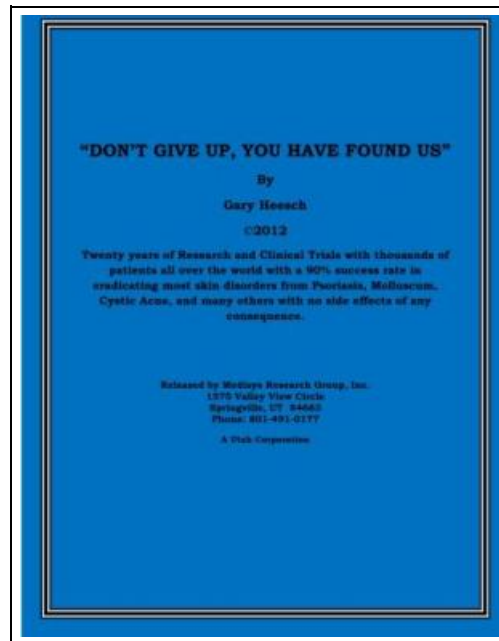 “DON’T GIVE UP, YOU HAVE FOUND US”
By
Gary Heesch
©2012
Twenty years of Research and Clinical Trials with thousands of
patients all over the world with a 90% success rate in
eradicating most skin disorders from Psoriasis, Molluscum,
Cystic Acne, and many others with no side effects of any
consequence.
Released by Medisys Research Group, Inc.
1575 Valley View Circle
Springville, UT 84663
Phone: 801-491-0177
A Utah Corporation